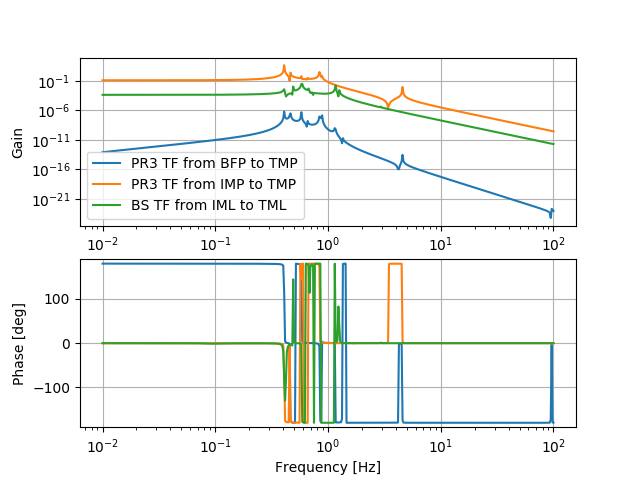 Gain
10⁻¹
10⁻⁶
10⁻¹¹
10⁻¹⁶
10⁻²¹
PR3 TF from BFP to TMP
PR3 TF from IMP to TMP
BS TF from IML to TML
10⁻² 10⁻¹ 10⁰ 10¹ 10²
Phase [deg]
100
0
−100
10⁻² 10⁻¹ 10⁰ 10¹ 10²
Frequency [Hz]